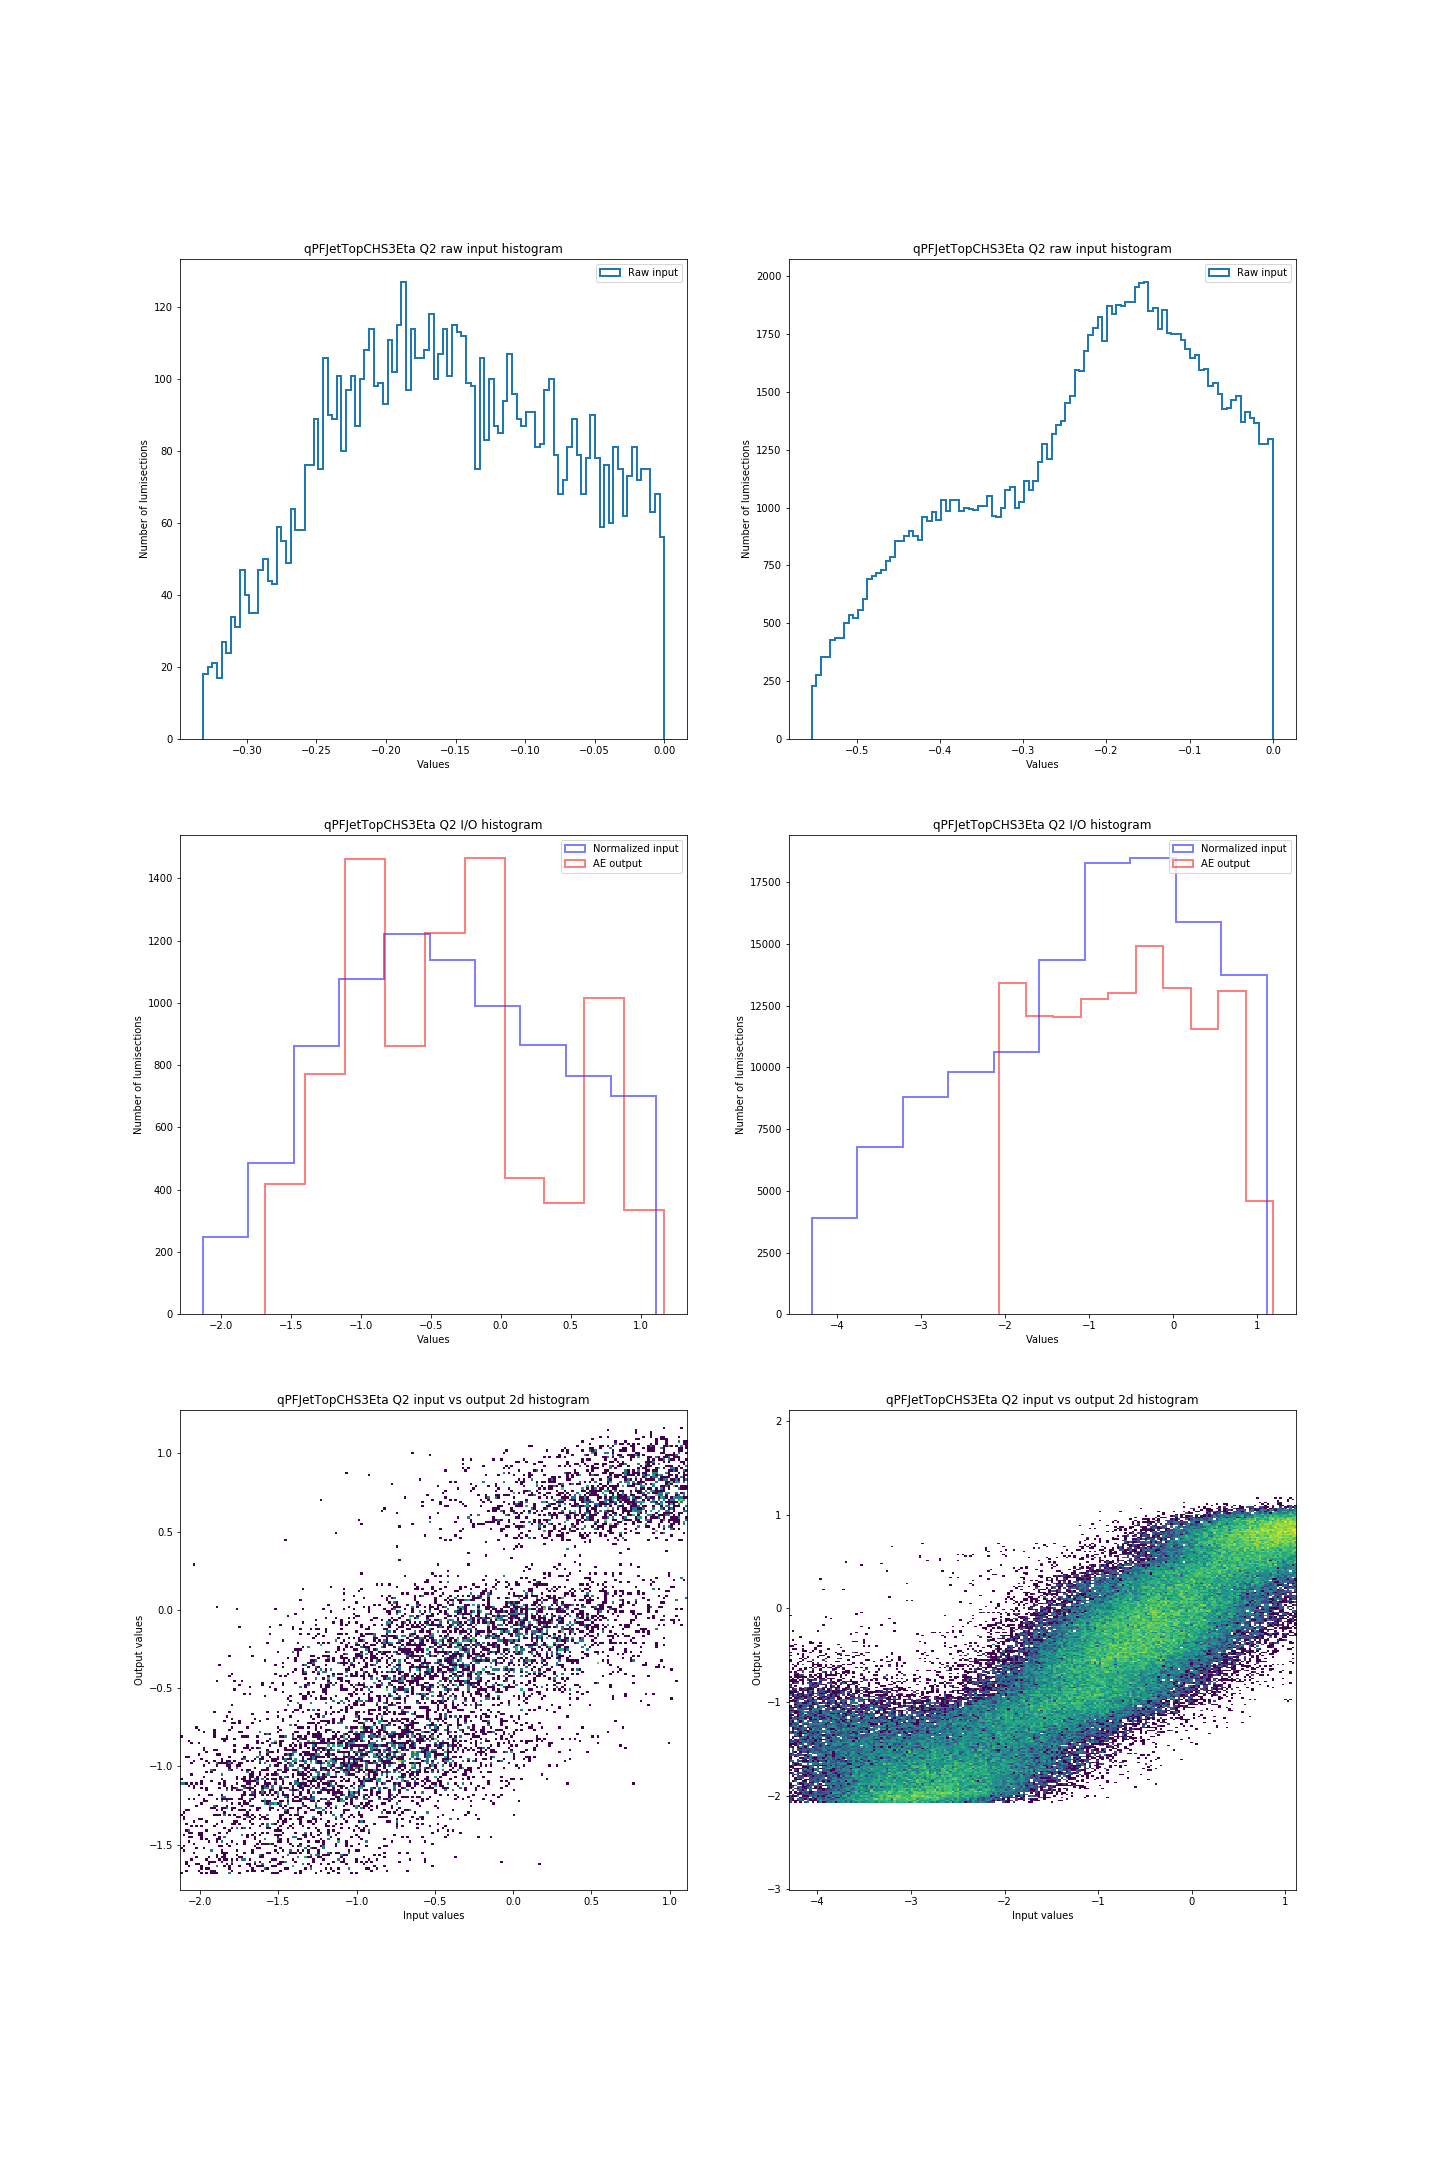 qPFJetTopCHS3Eta Q2 raw input histogram
Raw input
Number of lumisections
120
100
80
60
40
20
0
−0.30 −0.25 −0.20 −0.15 −0.10 −0.05 0.00
Values
qPFJetTopCHS3Eta Q2 raw input histogram
Raw input
Number of lumisections
2000
1750
1500
1250
1000
750
500
250
0
−0.5 −0.4 −0.3 −0.2 −0.1 0.0
Values
qPFJetTopCHS3Eta Q2 I/O histogram
Normalized input
AE output
Number of lumisections
1400
1200
1000
800
600
400
200
0
−2.0 −1.5 −1.0 −0.5 0.0 0.5 1.0
Values
qPFJetTopCHS3Eta Q2 I/O histogram
Normalized input
AE output
Number of lumisections
17500
15000
12500
10000
7500
5000
2500
0
−4 −3 −2 −1 0 1
Values
qPFJetTopCHS3Eta Q2 input vs output 2d histogram
Output values
1.0
0.5
0.0
−0.5
−1.0
−1.5
−2.0 −1.5 −1.0 −0.5 0.0 0.5 1.0
Input values
qPFJetTopCHS3Eta Q2 input vs output 2d histogram
Output values
2
1
0
−1
−2
−3
−4 −3 −2 −1 0 1
Input values